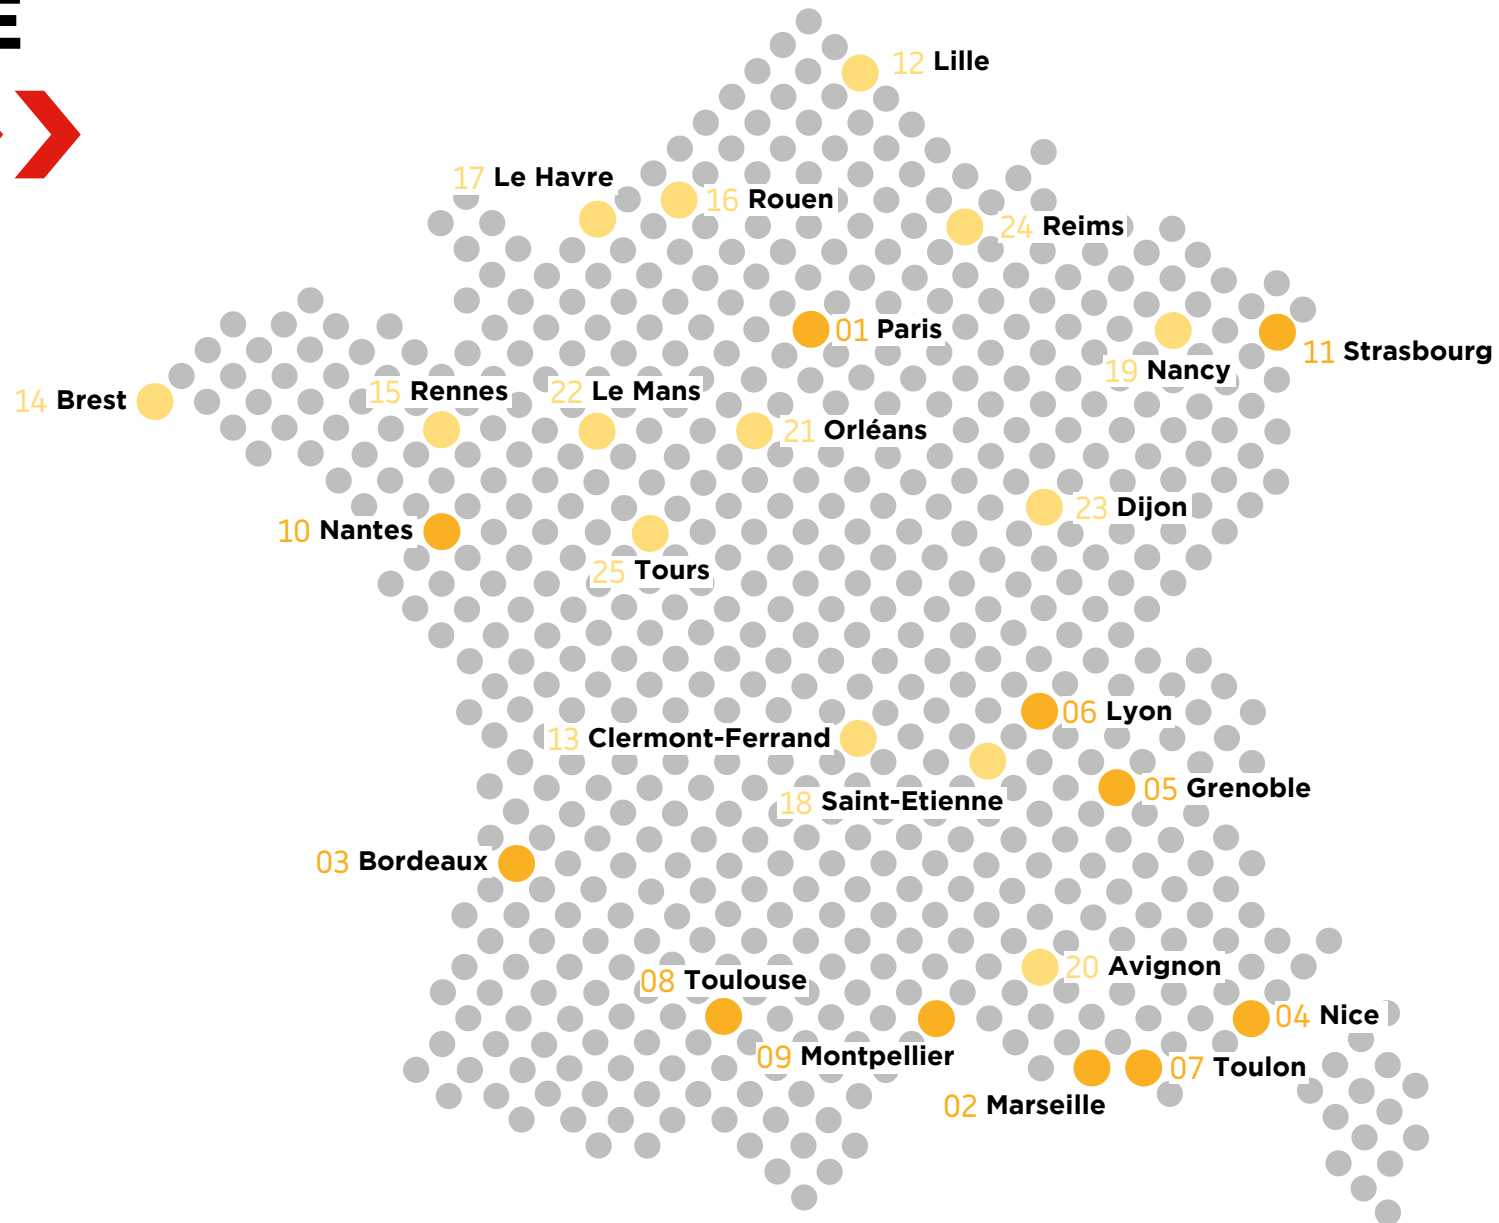 E
12 Lille
17 Le Havre
16 Rouen
24 Reims
01 Paris
11 Strasbourg
19 Nancy
14 Brest
15 Rennes
22 Le Mans
21 Orléans
23 Dijon
10 Nantes
25 Tours
06 Lyon
13 Clermont-Ferrand
05 Grenoble
18 Saint-Etienne
03 Bordeaux
20 Avignon
08 Toulouse
04 Nice
09 Montpellier
07 Toulon
02 Marseille